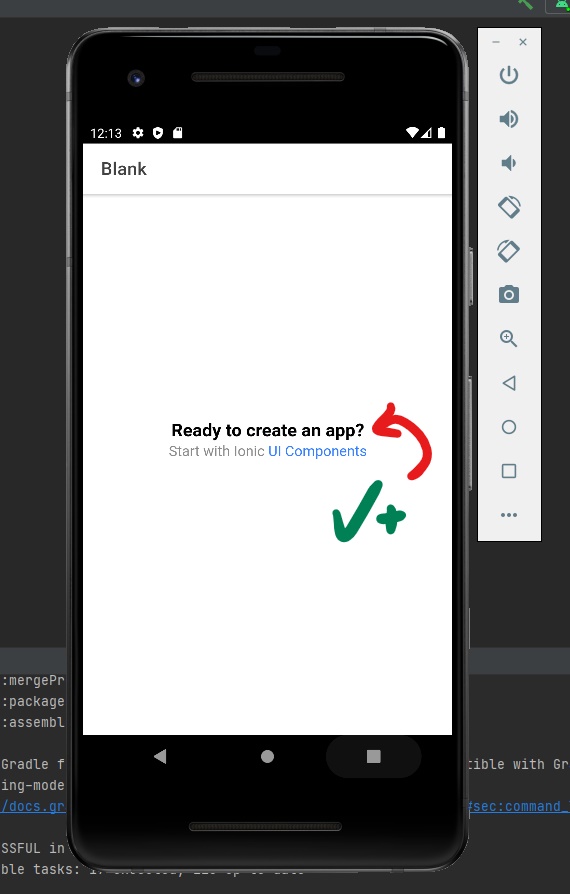 12:13
Blank
Ready to create an app?
Start with Ionic UI Components
:mergePr
:package
:assembl
Gradle f tible with Gr
ing-mode
/docs.gr #sec:command_
SSFUL in
ble tasks: